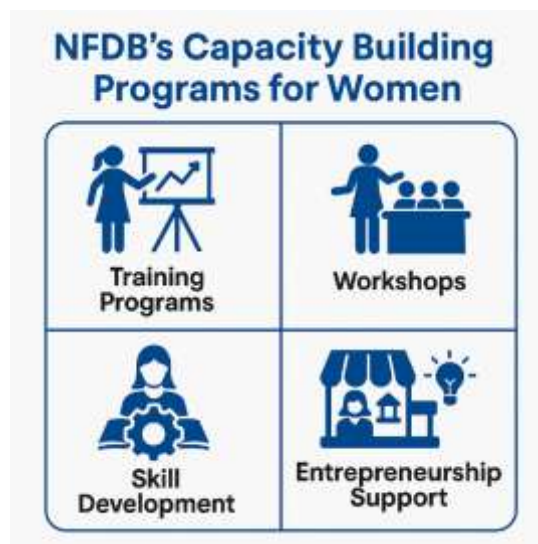 NFDB's Capacity Building
Programs for Women
Training
Programs
Workshops
Skill
Development
Entrepreneurship
Support